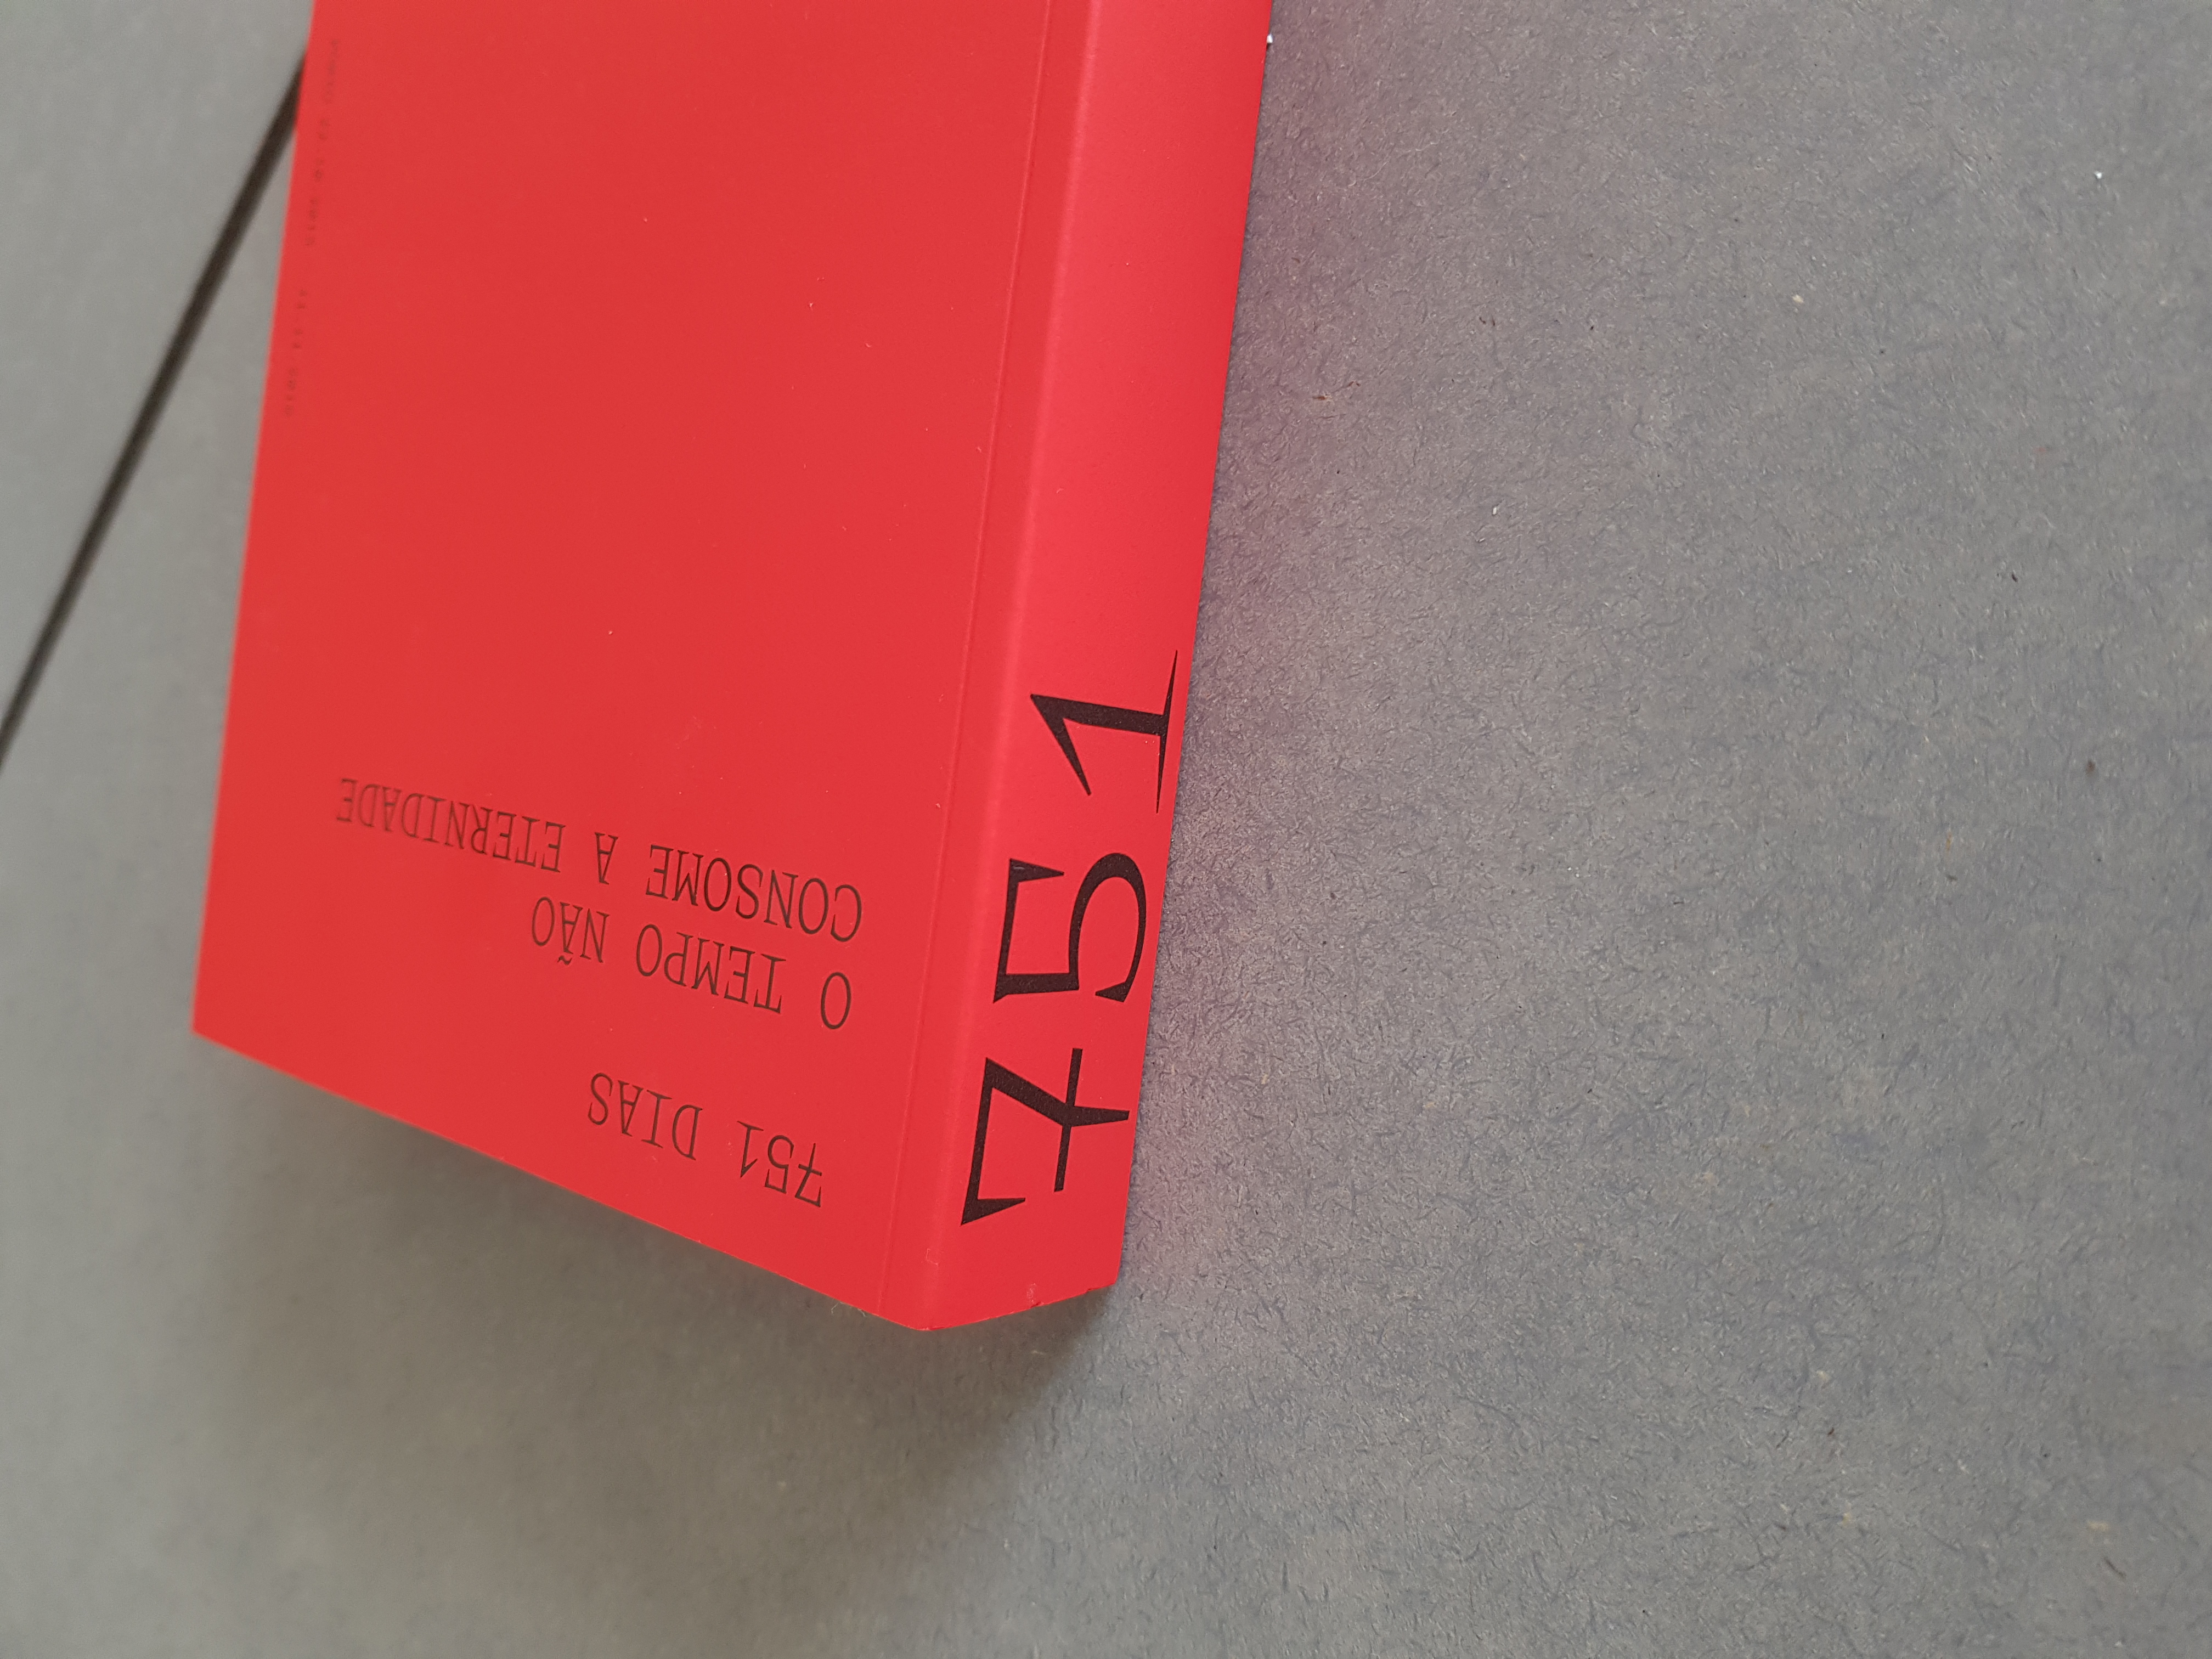 751 DIAS
O TEMPO NÃO
CONSOME A ETERNIDADE
751